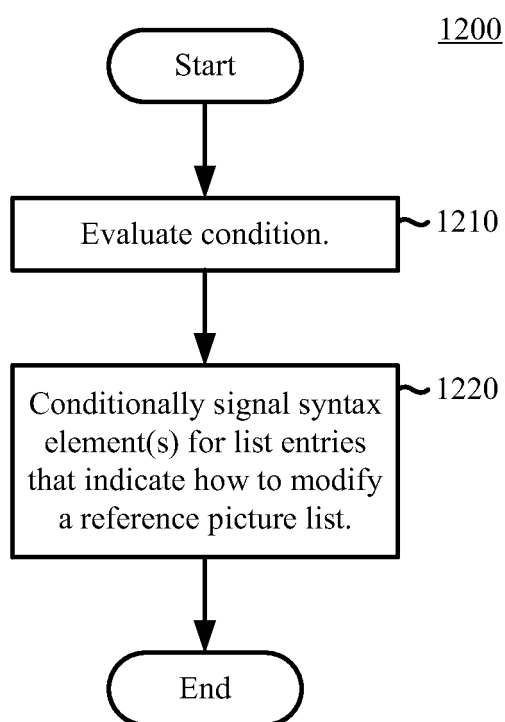 1200
Start
Evaluate condition.
1210
Conditionally signal syntax
element(s) for list entries
that indicate how to modify
a reference picture list.
1220
End